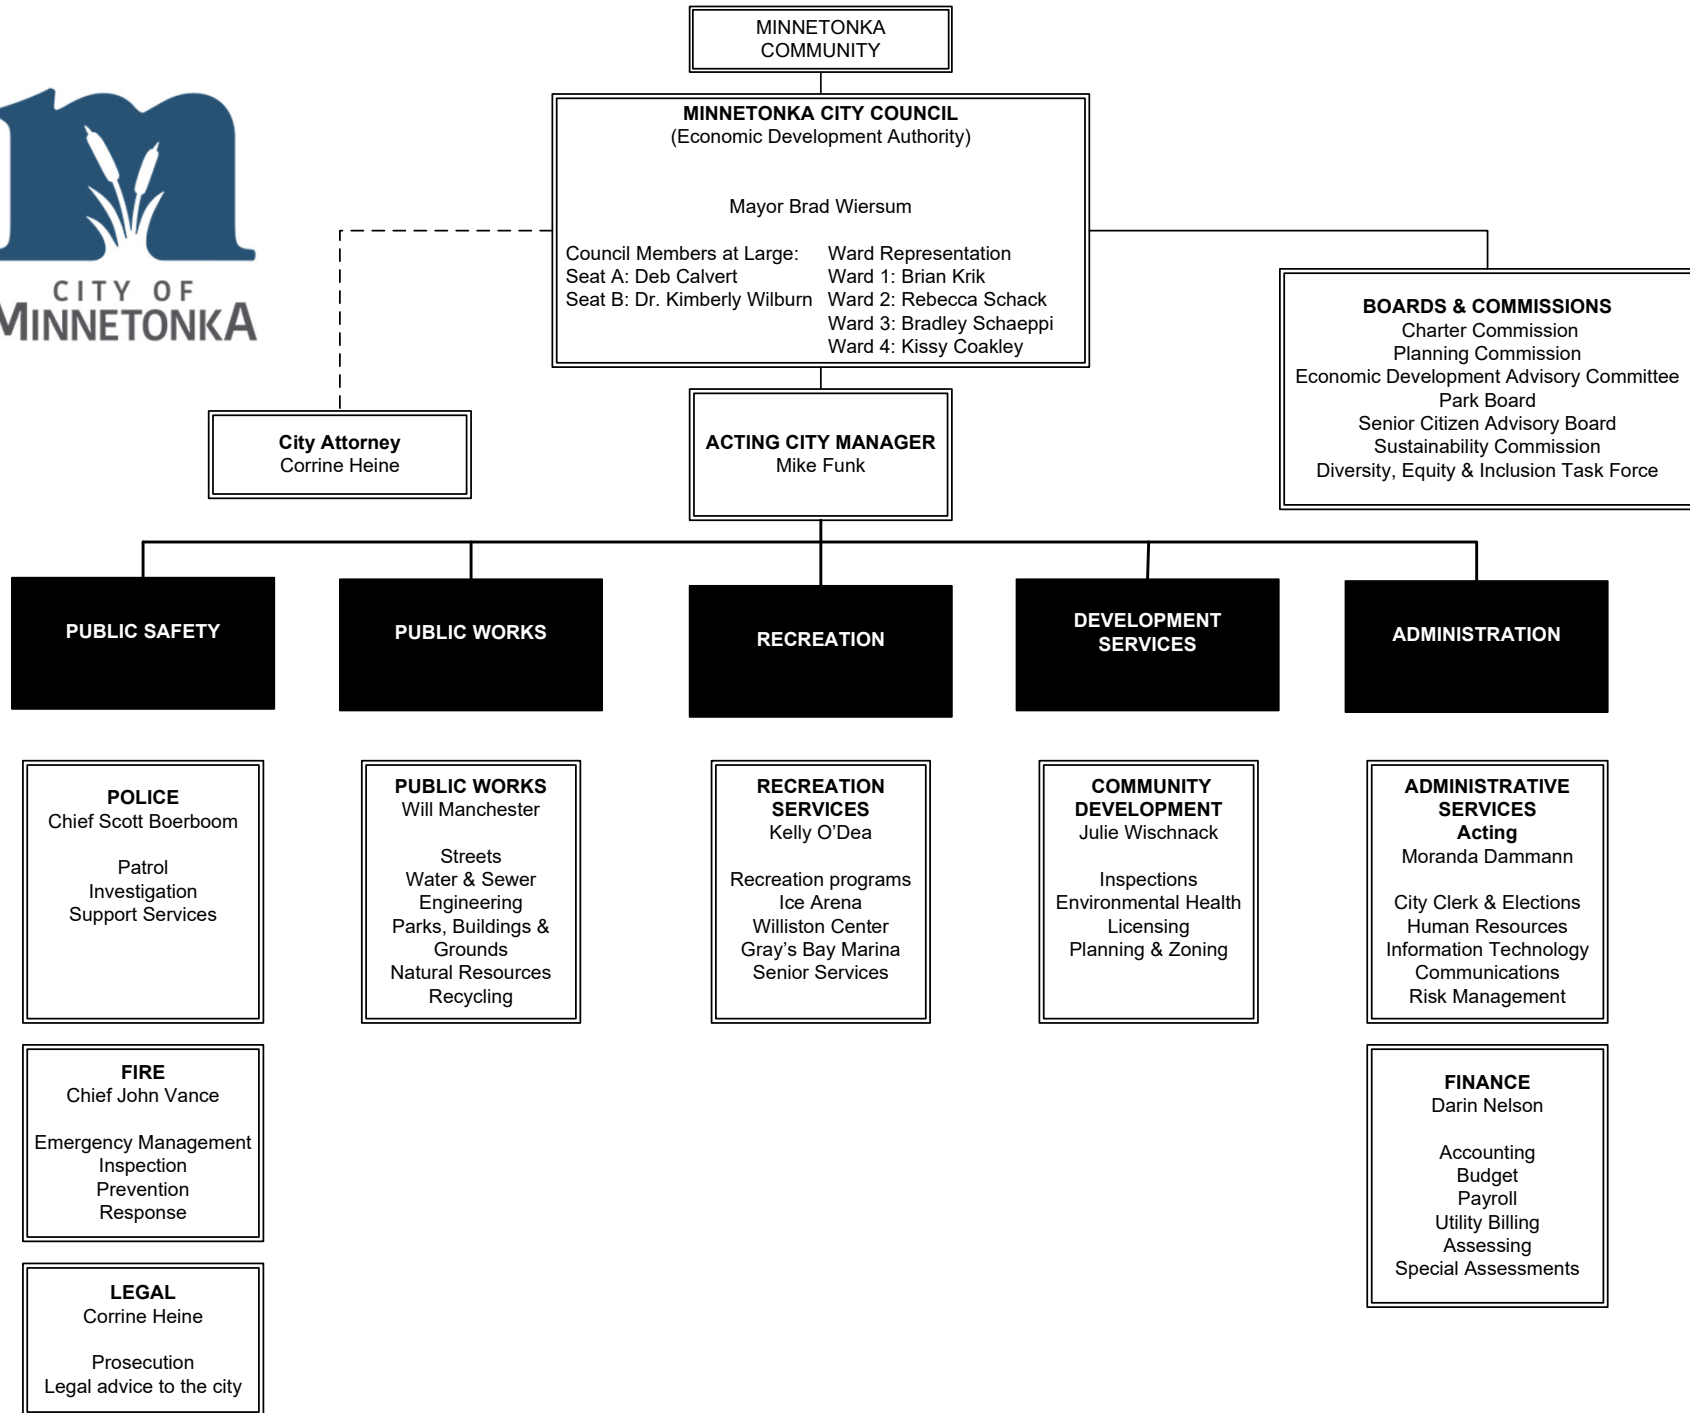 MINNETONKA
COMMUNITY
CITY OF
MINNETONKA
MINNETONKA CITY COUNCIL
(Economic Development Authority)
Mayor Brad Wiersum
Council Members at Large:
Seat A: Deb Calvert
Seat B: Dr. Kimberly Wilburn
Ward Representation
Ward 1: Brian Krik
Ward 2: Rebecca Schack
Ward 3: Bradley Schaeppi
Ward 4: Kissy Coakley
BOARDS & COMMISSIONS
Charter Commission
Planning Commission
Economic Development Advisory Committee
Park Board
Senior Citizen Advisory Board
Sustainability Commission
Diversity, Equity & Inclusion Task Force
City Attorney
Corrine Heine
ACTING CITY MANAGER
Mike Funk
PUBLIC SAFETY
PUBLIC WORKS
RECREATION
DEVELOPMENT
SERVICES
ADMINISTRATION
POLICE
Chief Scott Boerboom
Patrol
Investigation
Support Services
PUBLIC WORKS
Will Manchester
Streets
Water & Sewer
Engineering
Parks, Buildings &
Grounds
Natural Resources
Recycling
RECREATION
SERVICES
Kelly O’Dea
Recreation programs
Ice Arena
Williston Center
Gray’s Bay Marina
Senior Services
COMMUNITY
DEVELOPMENT
Julie Wischnack
Inspections
Environmental Health
Licensing
Planning & Zoning
ADMINISTRATIVE
SERVICES
Acting
Moranda Dammann
City Clerk & Elections
Human Resources
Information Technology
Communications
Risk Management
FIRE
Chief John Vance
Emergency Management
Inspection
Prevention
Response
FINANCE
Darin Nelson
Accounting
Budget
Payroll
Utility Billing
Assessing
Special Assessments
LEGAL
Corrine Heine
Prosecution
Legal advice to the city